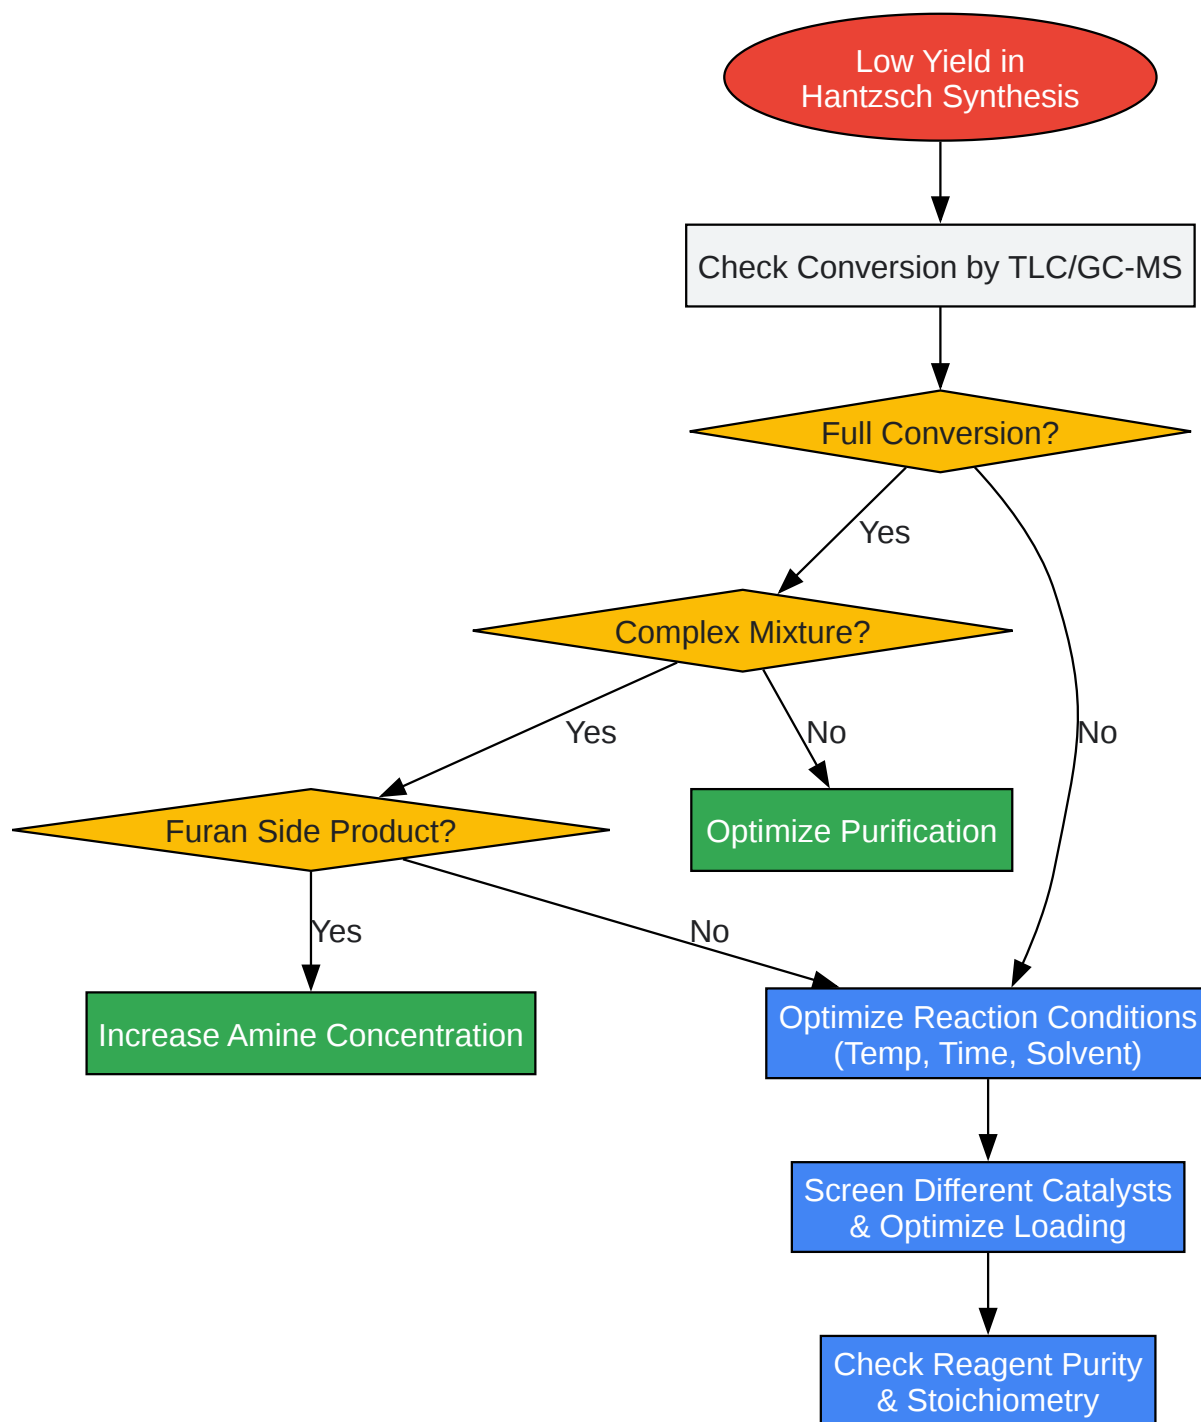 Low Yield in
Hantzsch Synthesis
Check Conversion by TLC/GC-MS
Full Conversion?
Yes
Complex Mixture?
Yes
No
No
Furan Side Product?
Optimize Purification
Yes
No
Increase Amine Concentration
Optimize Reaction Conditions
(Temp, Time, Solvent)
Screen Different Catalysts
& Optimize Loading
Check Reagent Purity
& Stoichiometry